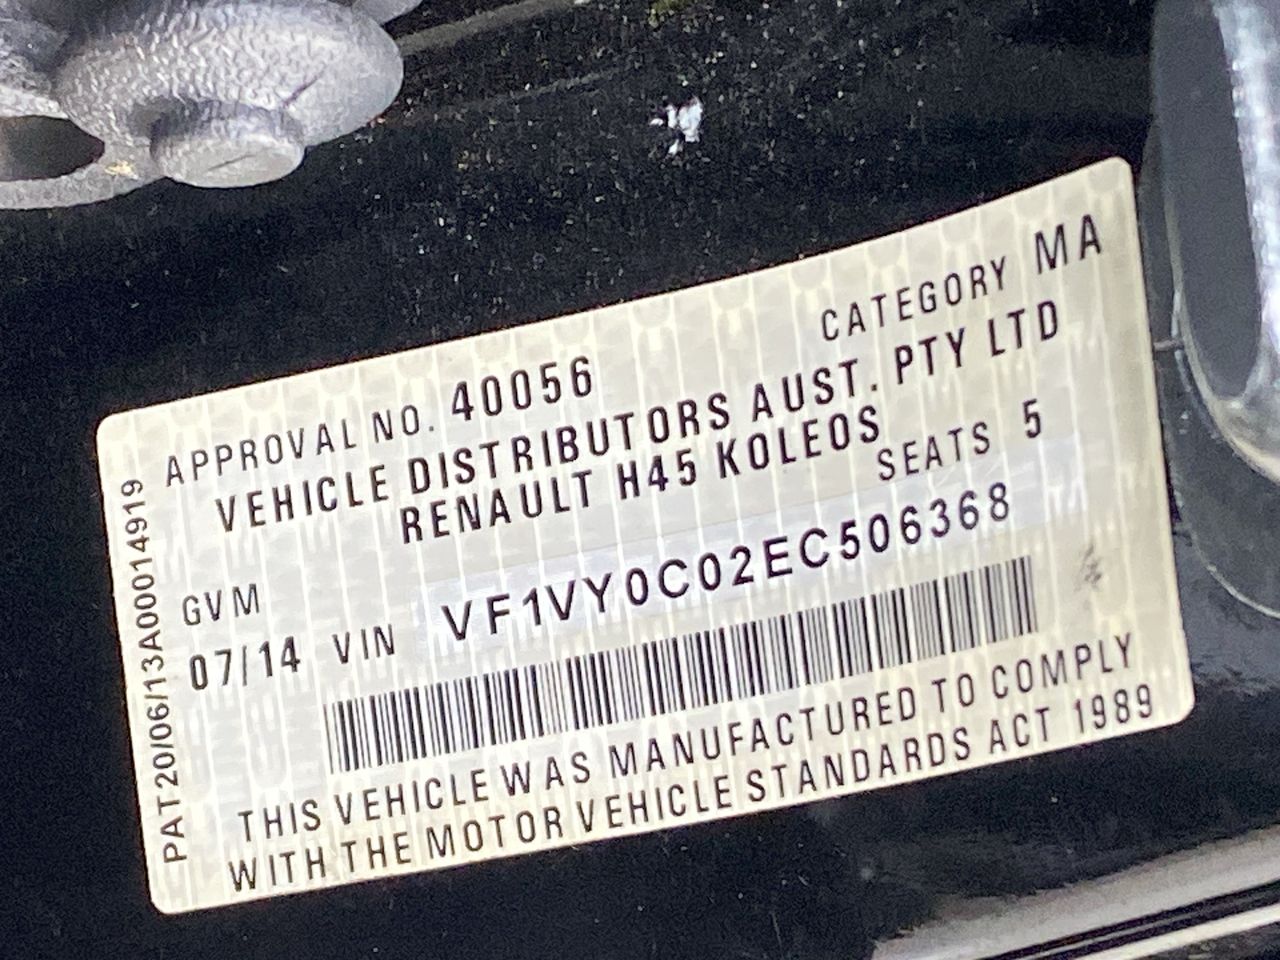 APPROVAL NO. 40056 CATEGORY MA
VEHICLE DISTRIBUTORS AUST. PTY LTD
RENAULT H45 KOLEOS
SEATS 5
GVM
07/14 VIN VF1VY0C02EC506368
THIS VEHICLE WAS MANUFACTURED TO COMPLY
WITH THE MOTOR VEHICLE STANDARDS ACT 1989
PAT20/06/13A00014919